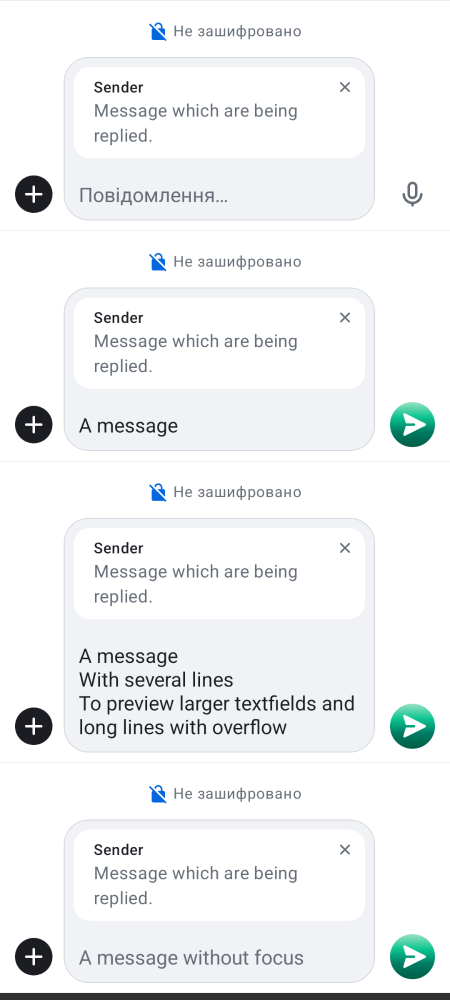 Не зашифровано
Sender
Message which are being
replied.
Повідомлення…
Не зашифровано
Sender
Message which are being
replied.
A message
Не зашифровано
Sender
Message which are being
replied.
A message
With several lines
To preview larger textfields and
long lines with overflow
Не зашифровано
Sender
Message which are being
replied.
A message without focus